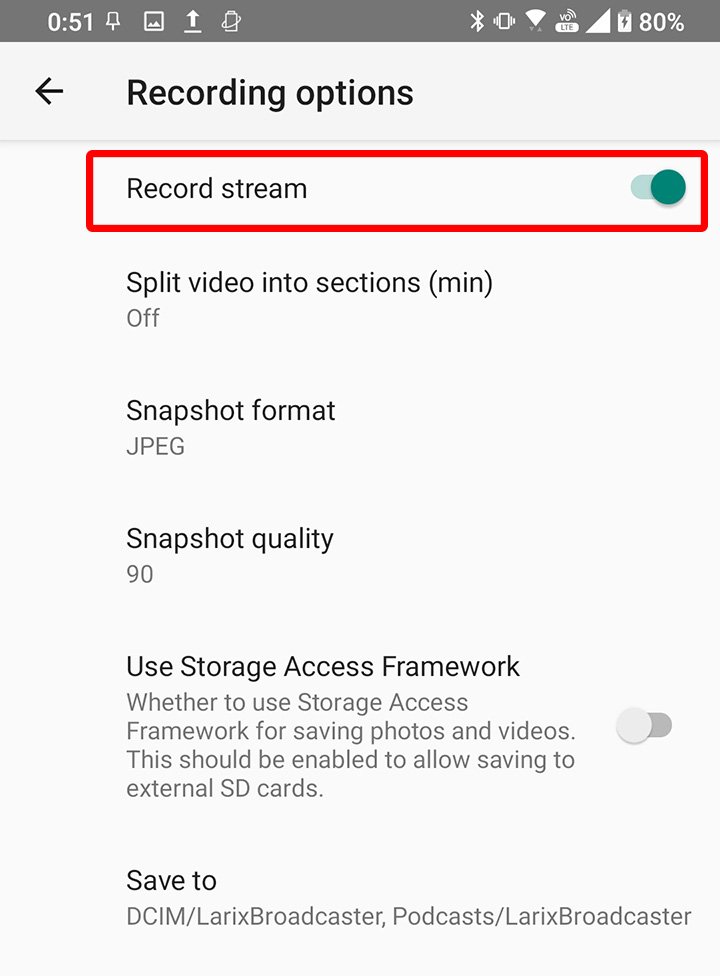 0:51 VO LTE 80%
Recording options
Record stream
Split video into sections (min)
Off
Snapshot format
JPEG
Snapshot quality
90
Use Storage Access Framework
Whether to use Storage Access
Framework for saving photos and videos.
This should be enabled to allow saving to
external SD cards.
Save to
DCIM/LarixBroadcaster, Podcasts/LarixBroadcaster